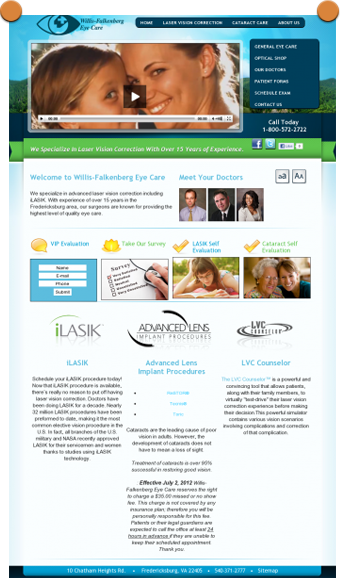 Willis-Falkenberg
Eye Care
HOME LASER VISION CORRECTION CATARACT CARE ABOUT US
GENERAL EYE CARE
OPTICAL SHOP
OUR DOCTORS
PATIENT FORMS
SCHEDULE EXAM
CONTACT US
Call Today
1-800-572-2722
We Specialize in Laser Vision Correction With Over 15 Years of Experience.
Welcome to Willis-Falkenberg Eye Care
We specialize in advanced laser vision correction including
LASIK. With experience of over 15 years in the
Fredericksburg area, our surgeons are known for providing the
highest level of quality eye care.
Meet Your Doctors
VIP Evaluation
Name
E-mail
Phone
Submit
Take Our Survey
Survey
LASIK Self
Evaluation
Cataract Self
Evaluation
iLASIK
ADVANCED LENS
IMPLANT PROCEDURES
LVC
COUNSELOR
iLASIK
Schedule your iLASIK procedure today!
Now that iLASIK procedure is available,
there's really no reason to put off having
laser vision correction. Doctors have
been doing LASIK for a decade. Nearly
32 million LASIK procedures have been
preformed to date, making it the most
common elective vision procedure in the
U.S. In fact, all branches of the U.S.
military and NASA recently approved
LASIK for their servicemen and women
thanks to studies using iLASIK
technology.
Advanced Lens
Implant Procedures
Cataracts are the leading cause of poor
vision in adults. However, the
development of cataracts does not
have to mean a loss of sight.
Treatment of cataracts is over 90%
successful in restoring good vision.
Effective July 2, 2012 Willis-
Falkenberg Eye Care reserves the right
to charge a $35.00 missed or no show
fee. This charge is not covered by any
insurance plan, therefore you will be
personally responsible for this fee.
Patients or their legal guardians are
expected to call the office at least 24
hours in advance if they are unable to
keep their scheduled appointment.
Thank you.
LVC Counselor
The LVC Counselor™ is a powerful and
convincing tool that allows patients,
along with their family members, to
virtually "test-drive" their laser vision
correction experience before making
their decision. This powerful simulator
contains various vision scenarios
involving complications and correction
of that complication.
10 Chatham Heights Rd. • Fredericksburg, VA 22405 • 540-371-2777 • Sitemap